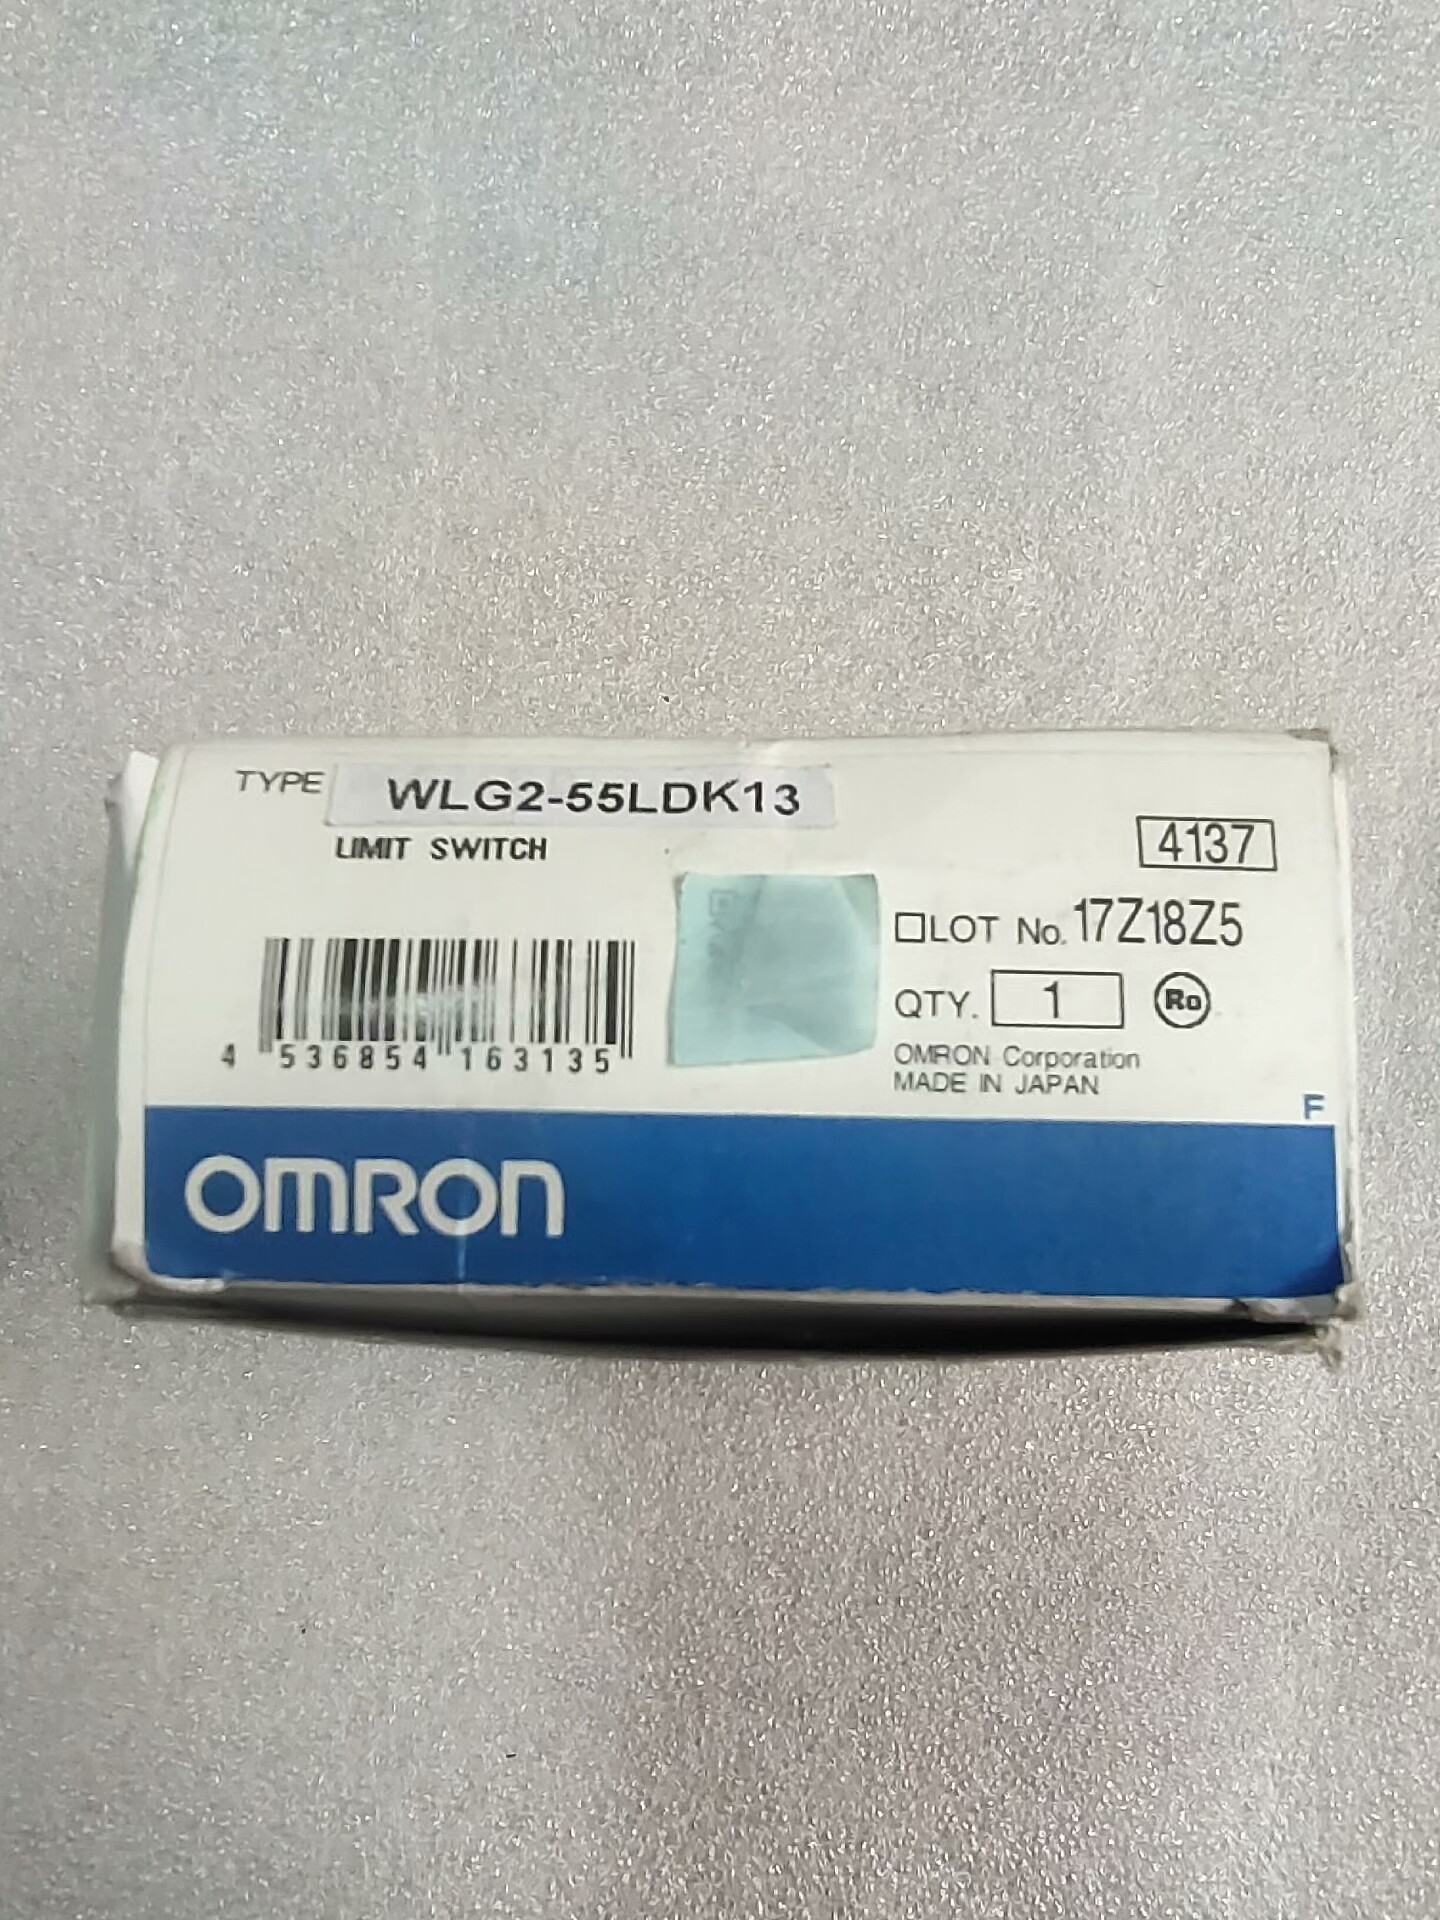 TYPE WLG2-55LDK13
LIMIT SWITCH
4137
LOT No. 17Z18Z5
QTY. 1 Ro
4 536854 163135
OMRON Corporation
MADE IN JAPAN
F
OMRON